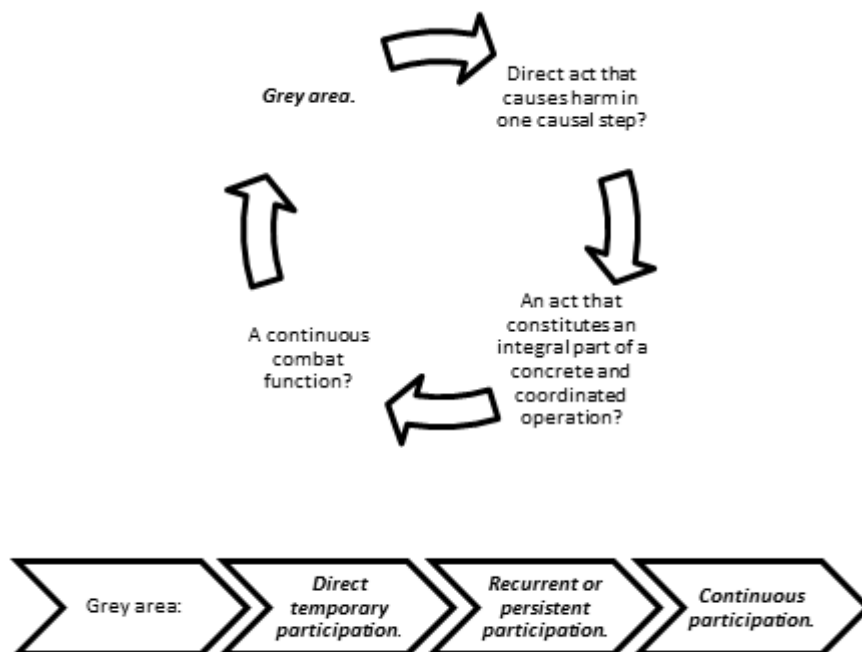 Grey area.
Direct act that
causes harm in
one causal step?
An act that
constitutes an
integral part of a
concrete and
coordinated
operation?
A continuous
combat
function?
Grey area:
Direct
temporary
participation.
Recurrent or
persistent
participation.
Continuous
participation.